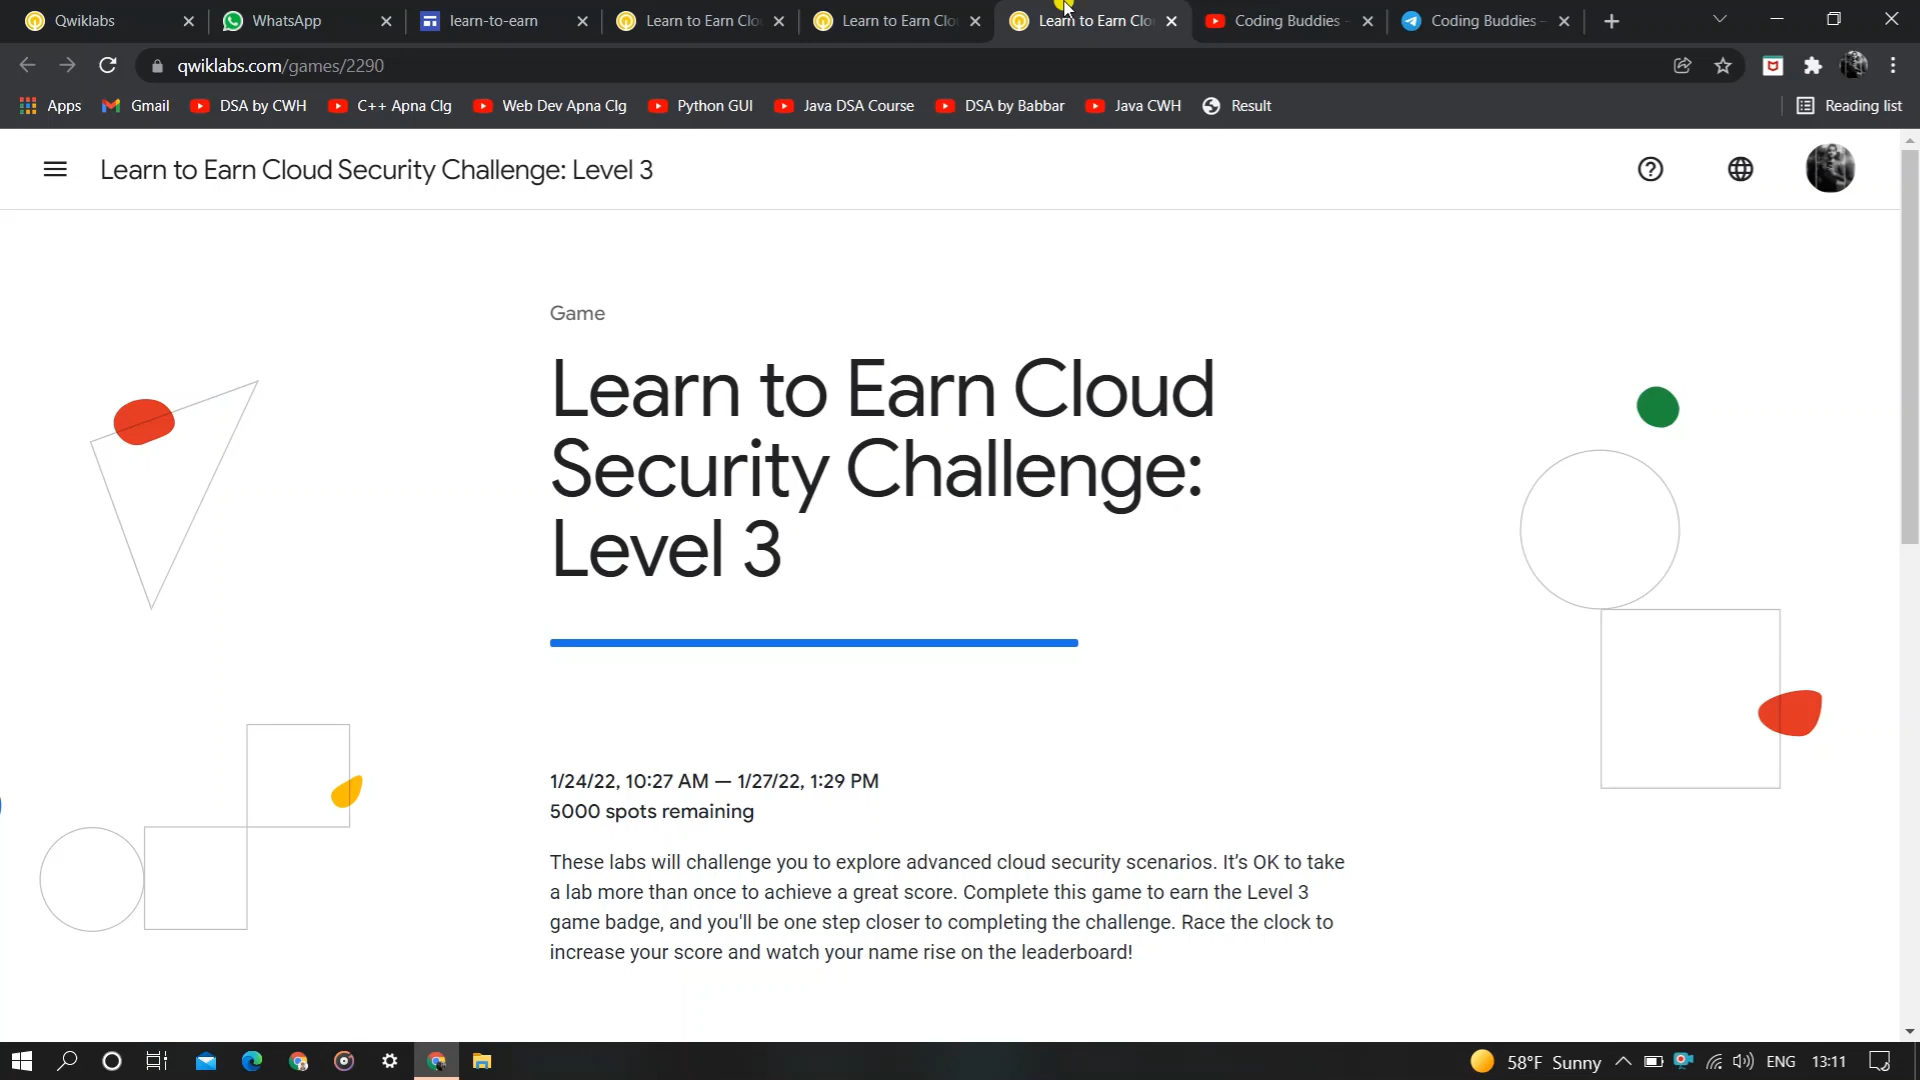 Qwiklabs
WhatsApp
learn-to-earn
Learn to Earn Clo
Learn to Earn Clo
Learn to Earn Clo
Coding Buddies -
Coding Buddies -
qwiklabs.com/games/2290
Apps
Gmail
DSA by CWH
C++ Apna Clg
Web Dev Apna Clg
Python GUI
Java DSA Course
DSA by Babbar
Java CWH
Result
Reading list
Learn to Earn Cloud Security Challenge: Level 3
Game
Learn to Earn Cloud
Security Challenge:
Level 3
1/24/22, 10:27 AM — 1/27/22, 1:29 PM
5000 spots remaining
These labs will challenge you to explore advanced cloud security scenarios. It’s OK to take
a lab more than once to achieve a great score. Complete this game to earn the Level 3
game badge, and you'll be one step closer to completing the challenge. Race the clock to
increase your score and watch your name rise on the leaderboard!
58°F Sunny
ENG
13:11